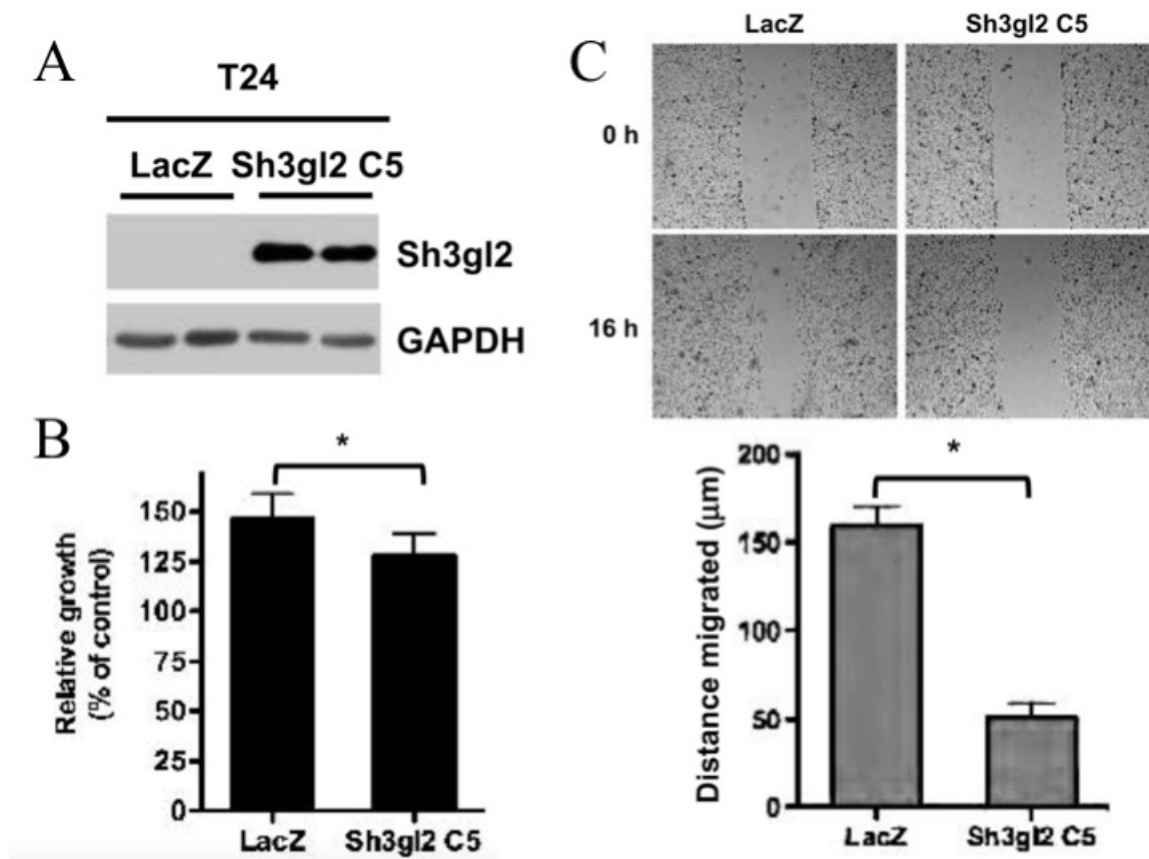 A
T24
LacZ Sh3gl2 C5
Sh3gl2
GAPDH
B
*
Relative growth
(% of control)
150
125
100
75
50
25
0
LacZ Sh3gl2 C5
C
LacZ Sh3gl2 C5
0 h
16 h
*
Distance migrated (μm)
200
150
100
50
0
LacZ Sh3gl2 C5